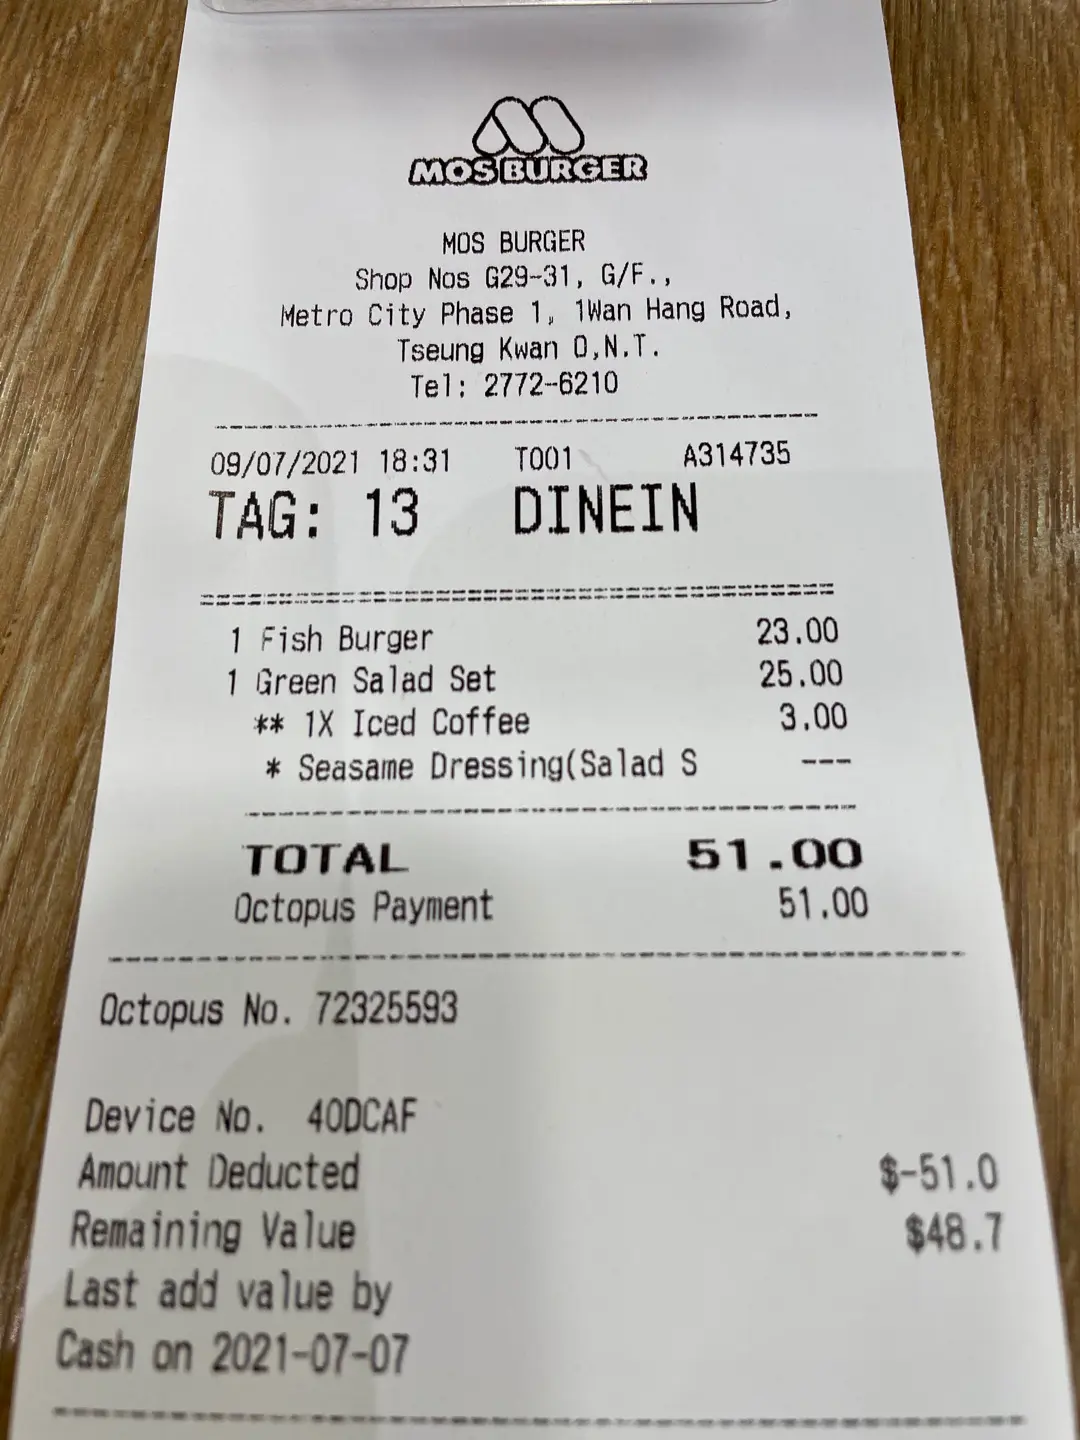 MOS BURGER
MOS BURGER
Shop Nos G29-31, G/F.,
Metro City Phase 1, 1Wan Hang Road,
Tseung Kwan O,N.T.
Tel: 2772-6210
09/07/2021 18:31 T001 A314735
TAG: 13 DINEIN
1 Fish Burger 23.00
1 Green Salad Set 25.00
** 1X Iced Coffee 3.00
* Seasame Dressing(Salad S ---
TOTAL 51.00
Octopus Payment 51.00
Octopus No. 72325593
Device No. 40DCAF
Amount Deducted $-51.0
Remaining Value $48.7
Last add value by
Cash on 2021-07-07